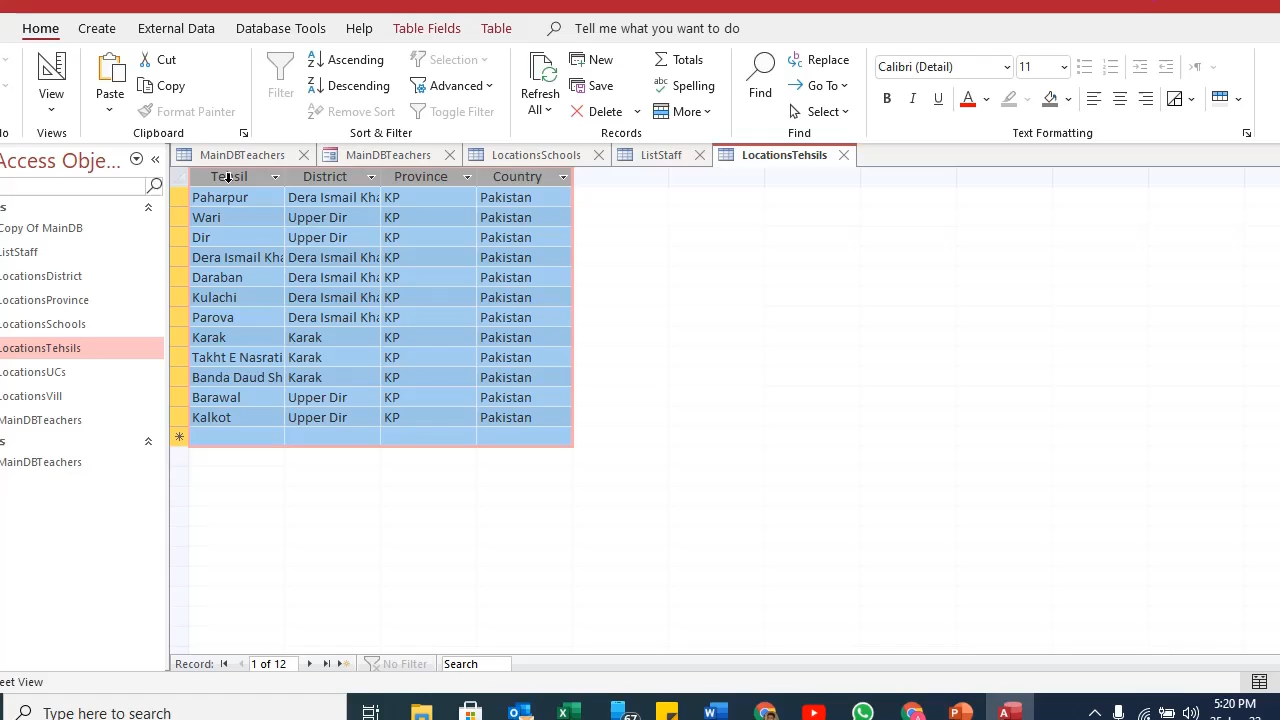 Home Create External Data Database Tools Help Table Fields Table Tell me what you want to do
View Paste Cut Copy Format Painter Filter Ascending Descending Remove Sort Selection Advanced Toggle Filter Refresh All New Save Delete Totals Spelling More Find Replace Go To Select Calibri (Detail) 11 B I U A
Views Clipboard Sort & Filter Records Find Text Formatting
Access Obje... «
MainDBTeachers MainDBTeachers LocationsSchools ListStaff LocationsTehsils
s
Copy Of MainDB
ListStaff
LocationsDistrict
LocationsProvince
LocationsSchools
LocationsTehsils
LocationsUCs
LocationsVill
MainDBTeachers
s
MainDBTeachers
Tehsil District Province Country
Paharpur Dera Ismail Kha KP Pakistan
Wari Upper Dir KP Pakistan
Dir Upper Dir KP Pakistan
Dera Ismail Kha Dera Ismail Kha KP Pakistan
Daraban Dera Ismail Kha KP Pakistan
Kulachi Dera Ismail Kha KP Pakistan
Parova Dera Ismail Kha KP Pakistan
Karak Karak KP Pakistan
Takht E Nasrati Karak KP Pakistan
Banda Daud Sh Karak KP Pakistan
Barawal Upper Dir KP Pakistan
Kalkot Upper Dir KP Pakistan
Record: 1 of 12 No Filter Search
eet View
Type here to search 67 5:20 PM